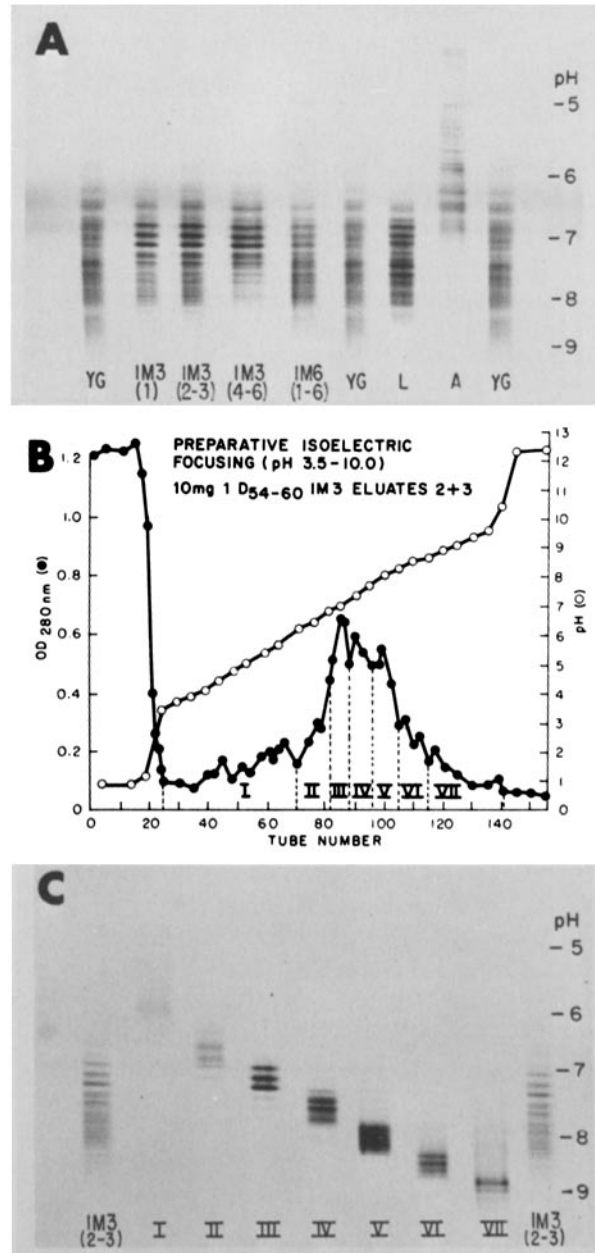 A
pH
-5
-6
-7
-8
-9
YG IM3 (1) IM3 (2-3) IM3 (4-6) IM6 (1-6) YG L A YG
B
PREPARATIVE ISOELECTRIC
FOCUSING (pH 3.5-10.0)
10mg 1 D54-60 IM3 ELUATES 2+3
OD 280nm (●)
1.2
1.0
0.8
0.6
0.4
0.2
0
pH (○)
13
12
11
10
9
8
7
6
5
4
3
2
1
0
I II III IV V VI VII
0 20 40 60 80 100 120 140
TUBE NUMBER
C
pH
-5
-6
-7
-8
-9
IM3 (2-3) I II III IV V VI VII IM3 (2-3)